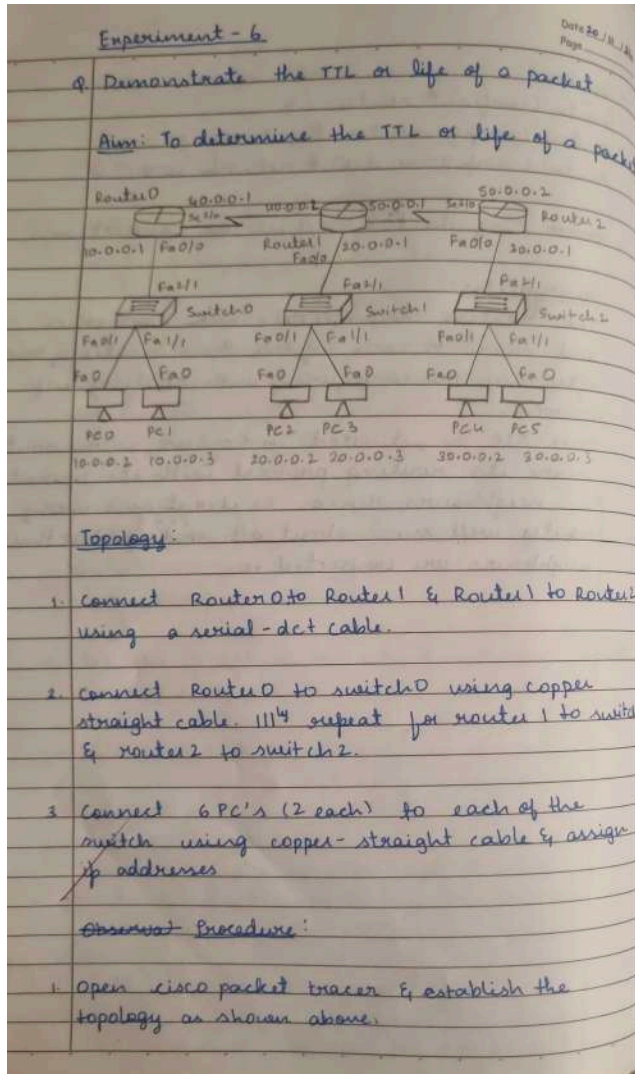 Date 20/11/
Page
Experiment - 6
Q. Demonstrate the TTL or life of a packet
Aim: To determine the TTL or life of a packet
Router0 40.0.0.1 40.0.0.2 50.0.0.1 50.0.0.2
Se2/0 Se2/0 Router2
10.0.0.1 Fa0/0 Router1 20.0.0.1 Fa0/0 30.0.0.1
Fa0/0
Fa2/1 Fa2/1 Fa2/1
Switch0 Switch1 Switch2
Fa0/1 Fa1/1 Fa0/1 Fa1/1 Fa0/1 Fa1/1
Fa0 Fa0 Fa0 Fa0 Fa0 Fa0
PC0 PC1 PC2 PC3 PC4 PC5
10.0.0.2 10.0.0.3 20.0.0.2 20.0.0.3 30.0.0.2 30.0.0.3
Topology:
1. Connect Router0 to Router1 & Router1 to Router2
using a serial-dct cable.
2. Connect Router0 to switch0 using copper
straight cable. |||ly repeat for router 1 to switch
& router2 to switch2.
3 Connect 6 PC's (2 each) to each of the
switch using copper-straight cable & assign
ip addresses
Observat Procedure:
1. Open cisco packet tracer & establish the
topology as shown above.